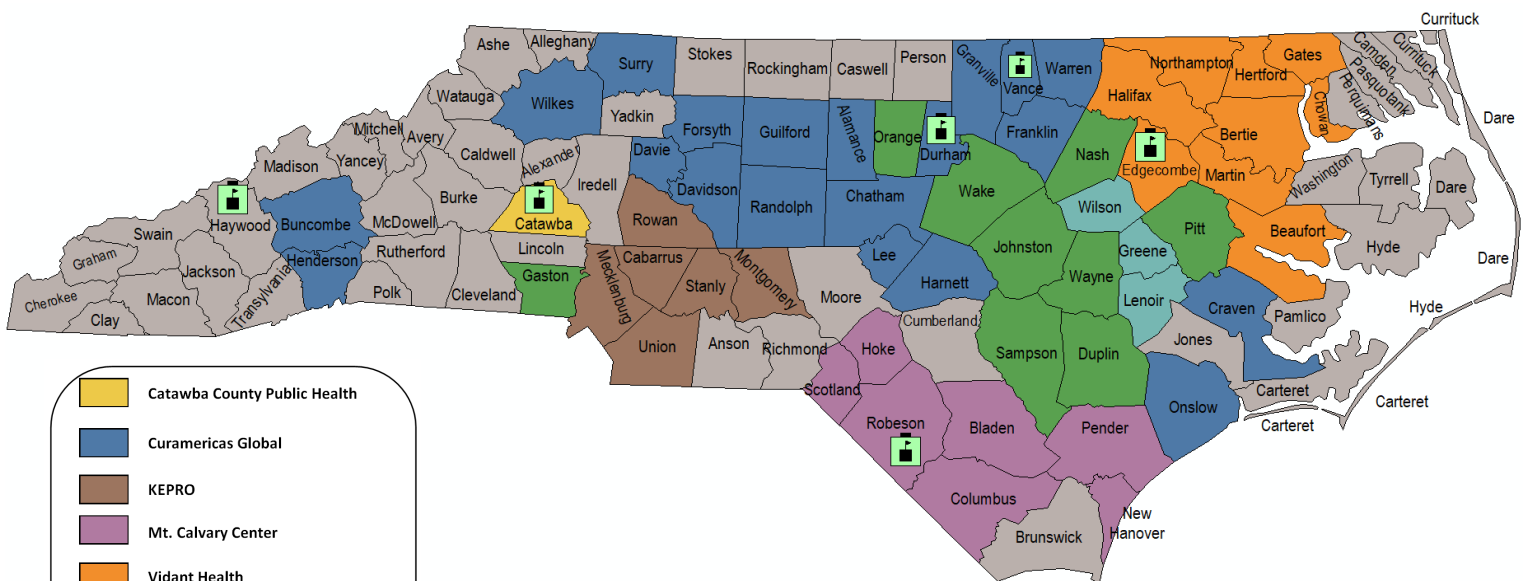 Currituck
Ashe
Alleghany
Surry
Stokes
Rockingham
Caswell
Person
Granville
Vance
Warren
Halifax
Northampton
Hertford
Gates
Camden
Currituck
Pasquotank
Perquimans
Chowan
Dare
Watauga
Wilkes
Yadkin
Forsyth
Guilford
Alamance
Orange
Durham
Franklin
Nash
Edgecombe
Bertie
Martin
Washington
Tyrrell
Dare
Mitchell
Avery
Yancey
Madison
Caldwell
Alexander
Iredell
Davie
Davidson
Randolph
Chatham
Wake
Wilson
Pitt
Beaufort
Hyde
Dare
Haywood
Buncombe
McDowell
Burke
Catawba
Rowan
Swain
Graham
Jackson
Cherokee
Macon
Clay
Transylvania
Henderson
Rutherford
Polk
Cleveland
Lincoln
Gaston
Mecklenburg
Cabarrus
Stanly
Montgomery
Union
Anson
Richmond
Moore
Lee
Harnett
Johnston
Wayne
Greene
Lenoir
Craven
Pamlico
Hyde
Cumberland
Hoke
Scotland
Robeson
Sampson
Duplin
Jones
Onslow
Carteret
Carteret
Carteret
Bladen
Pender
Columbus
Brunswick
New
Hanover
Catawba County Public Health
Curamericas Global
KEPRO
Mt. Calvary Center
Vidant Health